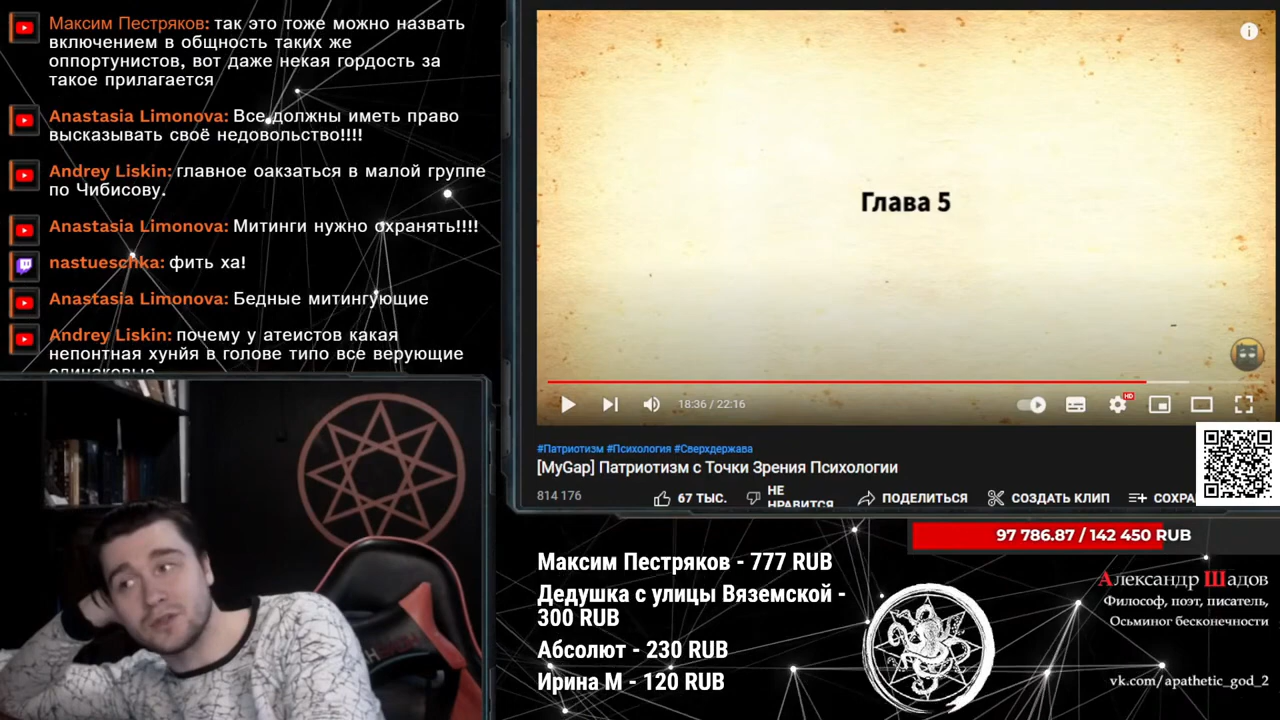 Максим Пестряков: так это тоже можно назвать
включением в общность таких же
оппортунистов, вот даже некая гордость за
такое прилагается
Anastasia Limonova: Все должны иметь право
высказывать своё недовольство!!!!
Andrey Liskin: главное оакзаться в малой группе
по Чибисову.
Anastasia Limonova: Митинги нужно охранять!!!!
nastueschka: фить ха!
Anastasia Limonova: Бедные митингующие
Andrey Liskin: почему у атеистов какая
непонтная хунйя в голове типо все верующие
одинаковые
Глава 5
18:36 / 22:16
HD
#Патриотизм #Психология #Сверхдержава
[MyGap] Патриотизм с Точки Зрения Психологии
814 176
67 ТЫС.
НЕ
НРАВИТСЯ
ПОДЕЛИТЬСЯ
СОЗДАТЬ КЛИП
СОХРА
97 786.87 / 142 450 RUB
Максим Пестряков - 777 RUB
Дедушка с улицы Вяземской -
300 RUB
Абсолют - 230 RUB
Ирина М - 120 RUB
Александр Шадов
Философ, поэт, писатель,
Осьминог бесконечности
vk.com/apathetic_god_2